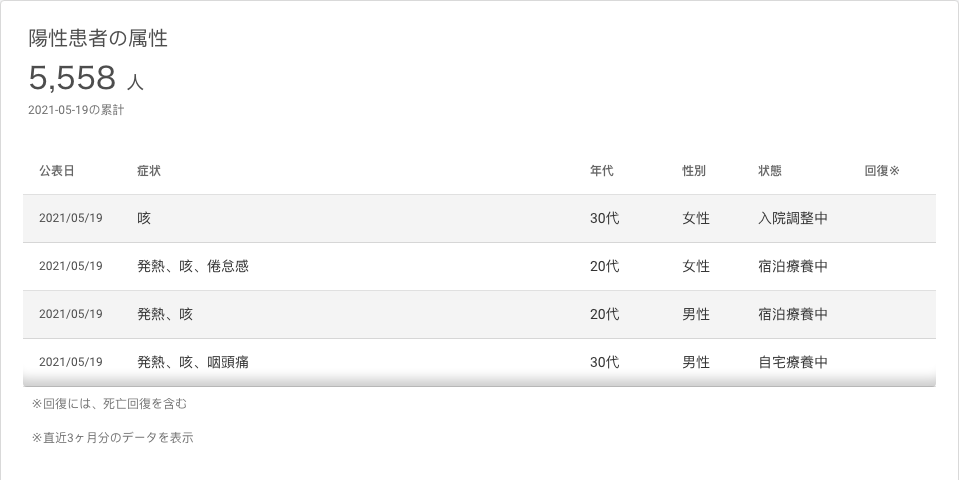 陽性患者の属性
5,558 人
2021-05-19の累計
公表日 症状 年代 性別 状態 回復※
2021/05/19 咳 30代 女性 入院調整中
2021/05/19 発熱、咳、倦怠感 20代 女性 宿泊療養中
2021/05/19 発熱、咳 20代 男性 宿泊療養中
2021/05/19 発熱、咳、咽頭痛 30代 男性 自宅療養中
※回復には、死亡回復を含む
※直近3ヶ月分のデータを表示